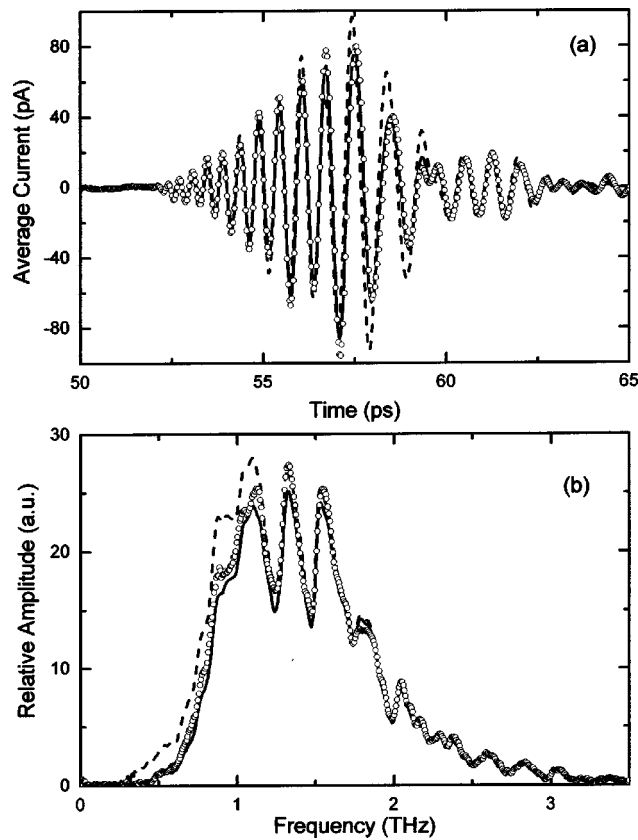 (a)
Average Current (pA)
80
40
0
-40
-80
50
55
60
65
Time (ps)
(b)
Relative Amplitude (a.u.)
30
20
10
0
0
1
2
3
Frequency (THz)